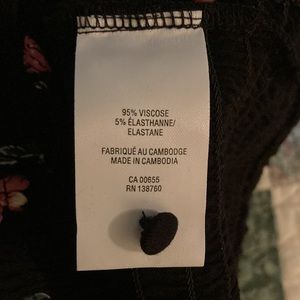 95% VISCOSE
5% ÉLASTHANNE/
ELASTANE
FABRIQUÉ AU CAMBODGE
MADE IN CAMBODIA
CA 00655
RN 138760